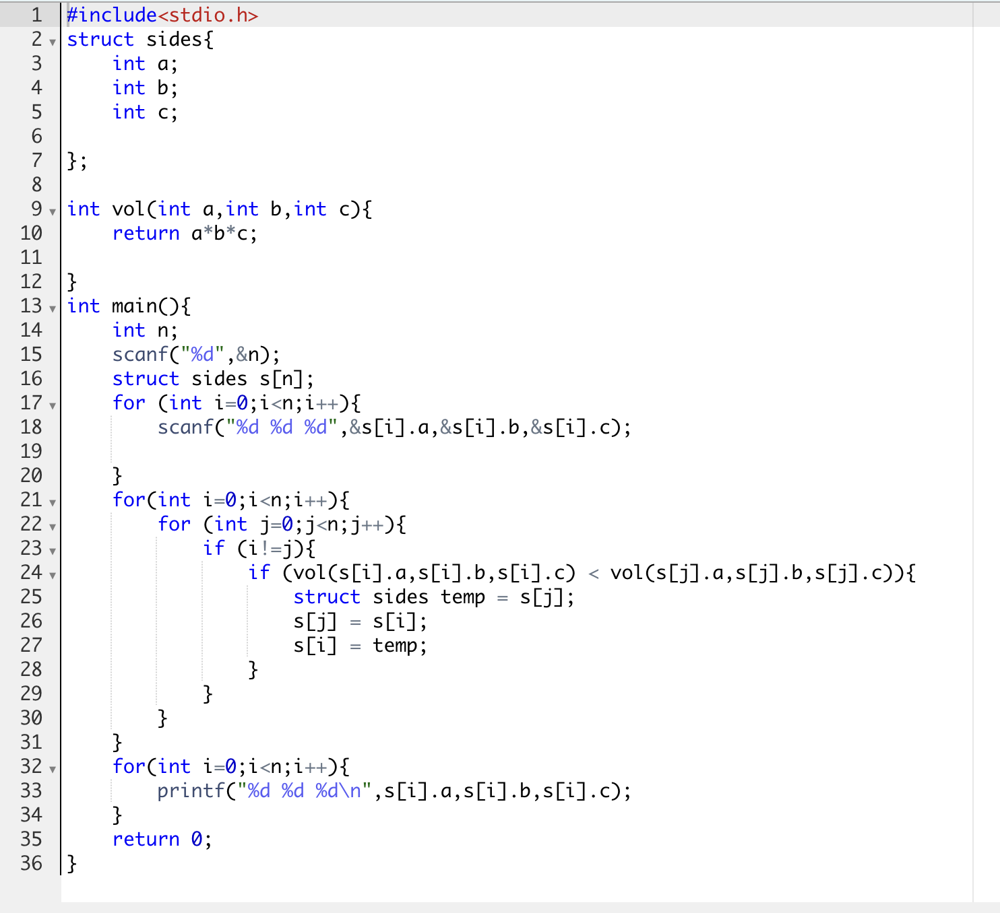 1 #include<stdio.h>
2 struct sides{
3     int a;
4     int b;
5     int c;
6
7 };
8
9 int vol(int a,int b,int c){
10     return a*b*c;
11
12 }
13 int main(){
14     int n;
15     scanf("%d",&n);
16     struct sides s[n];
17     for (int i=0;i<n;i++){
18         scanf("%d %d %d",&s[i].a,&s[i].b,&s[i].c);
19
20     }
21     for(int i=0;i<n;i++){
22         for (int j=0;j<n;j++){
23             if (i!=j){
24                 if (vol(s[i].a,s[i].b,s[i].c) < vol(s[j].a,s[j].b,s[j].c)){
25                     struct sides temp = s[j];
26                     s[j] = s[i];
27                     s[i] = temp;
28                 }
29             }
30         }
31     }
32     for(int i=0;i<n;i++){
33         printf("%d %d %d\n",s[i].a,s[i].b,s[i].c);
34     }
35     return 0;
36 }